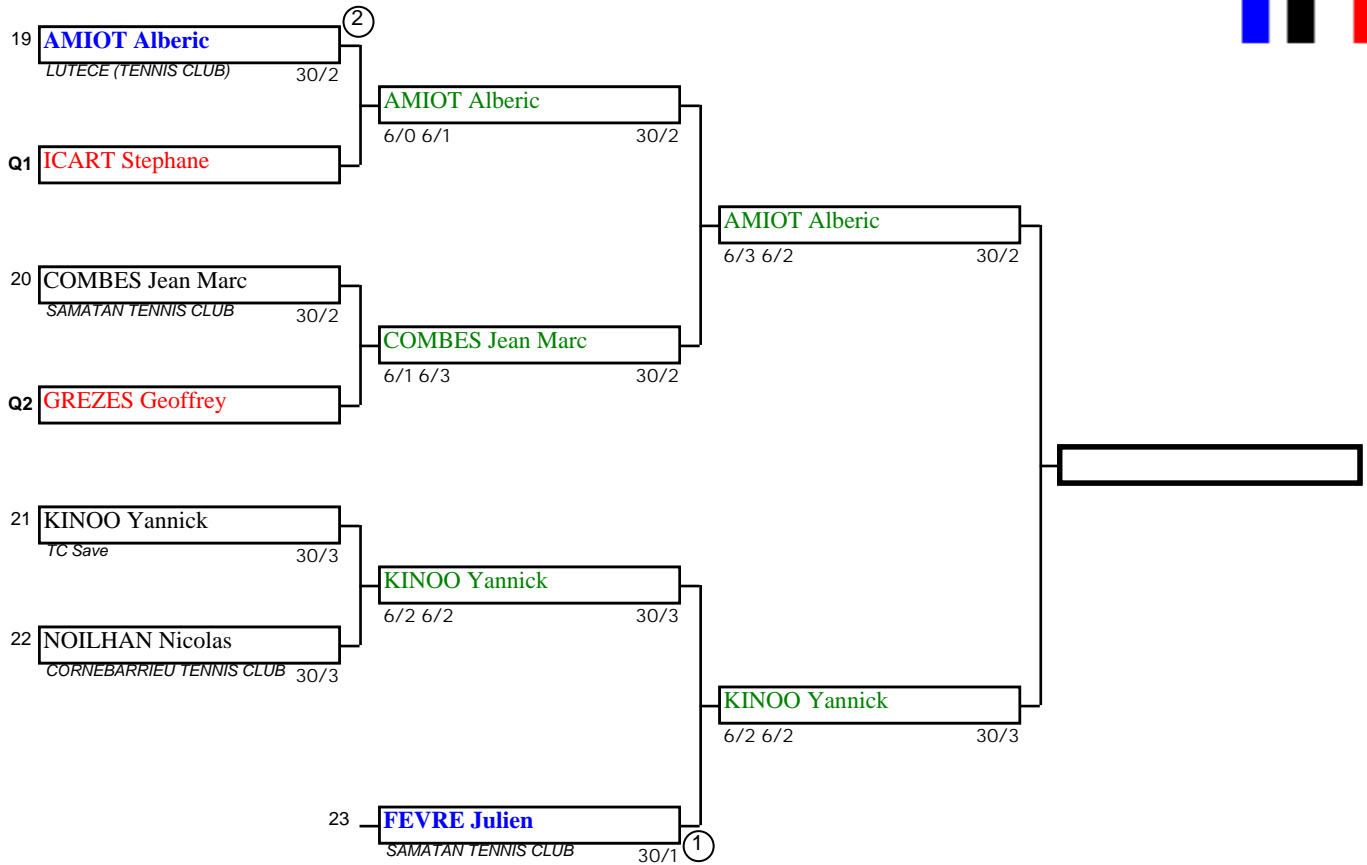 2
19 AMIOT Alberic
LUTECE (TENNIS CLUB) 30/2
AMIOT Alberic
6/0 6/1 30/2
Q1 ICART Stephane
AMIOT Alberic
6/3 6/2 30/2
20 COMBES Jean Marc
SAMATAN TENNIS CLUB 30/2
COMBES Jean Marc
6/1 6/3 30/2
Q2 GREZES Geoffrey
21 KINOO Yannick
TC Save 30/3
KINOO Yannick
6/2 6/2 30/3
22 NOILHAN Nicolas
CORNEBARRIEU TENNIS CLUB 30/3
KINOO Yannick
6/2 6/2 30/3
23 FEVRE Julien
SAMATAN TENNIS CLUB 30/1 1